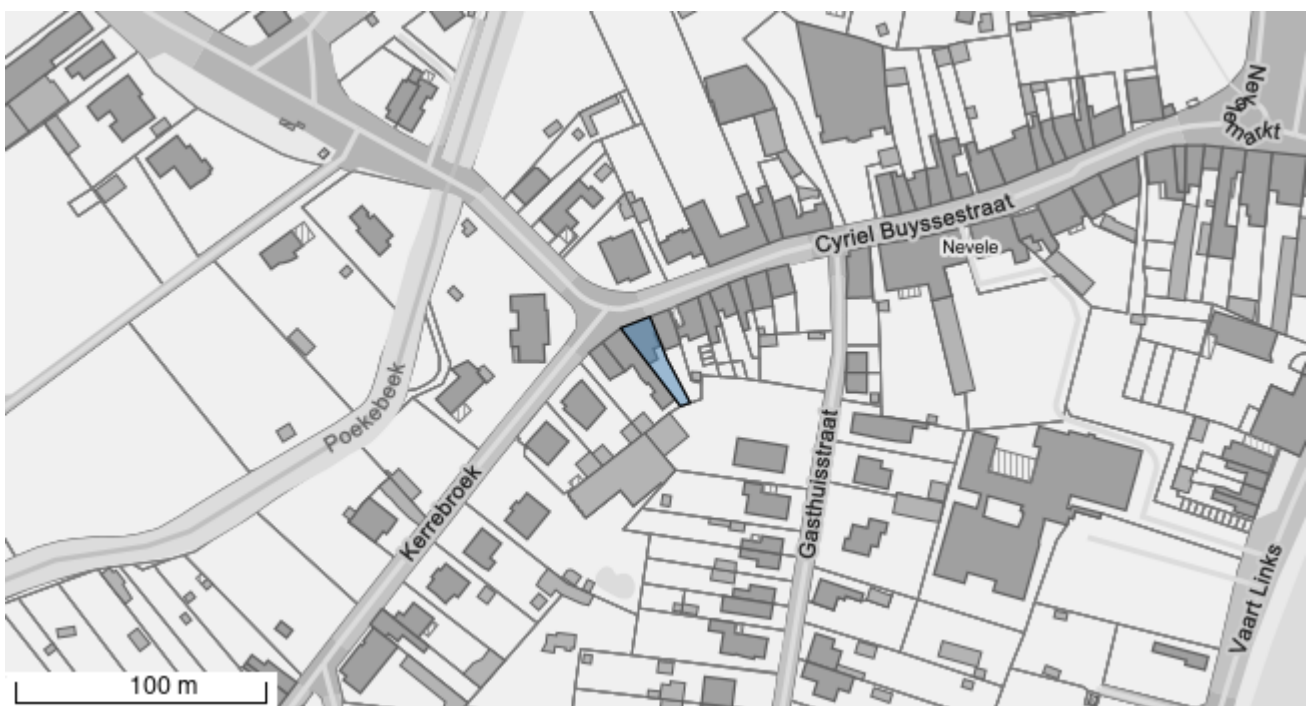 Nevele
markt
Cyriel Buyssestraat
Nevele
Poekebeek
Kerrebroek
Gasthuisstraat
Vaart Links
100 m